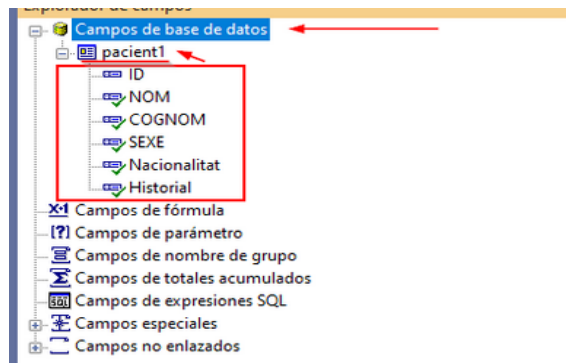 Explorador de campos
Campos de base de datos
pacient1
ID
NOM
COGNOM
SEXE
Nacionalitat
Historial
X+1 Campos de fórmula
[?] Campos de parámetro
Campos de nombre de grupo
Σ Campos de totales acumulados
SQL Campos de expresiones SQL
Campos especiales
Campos no enlazados